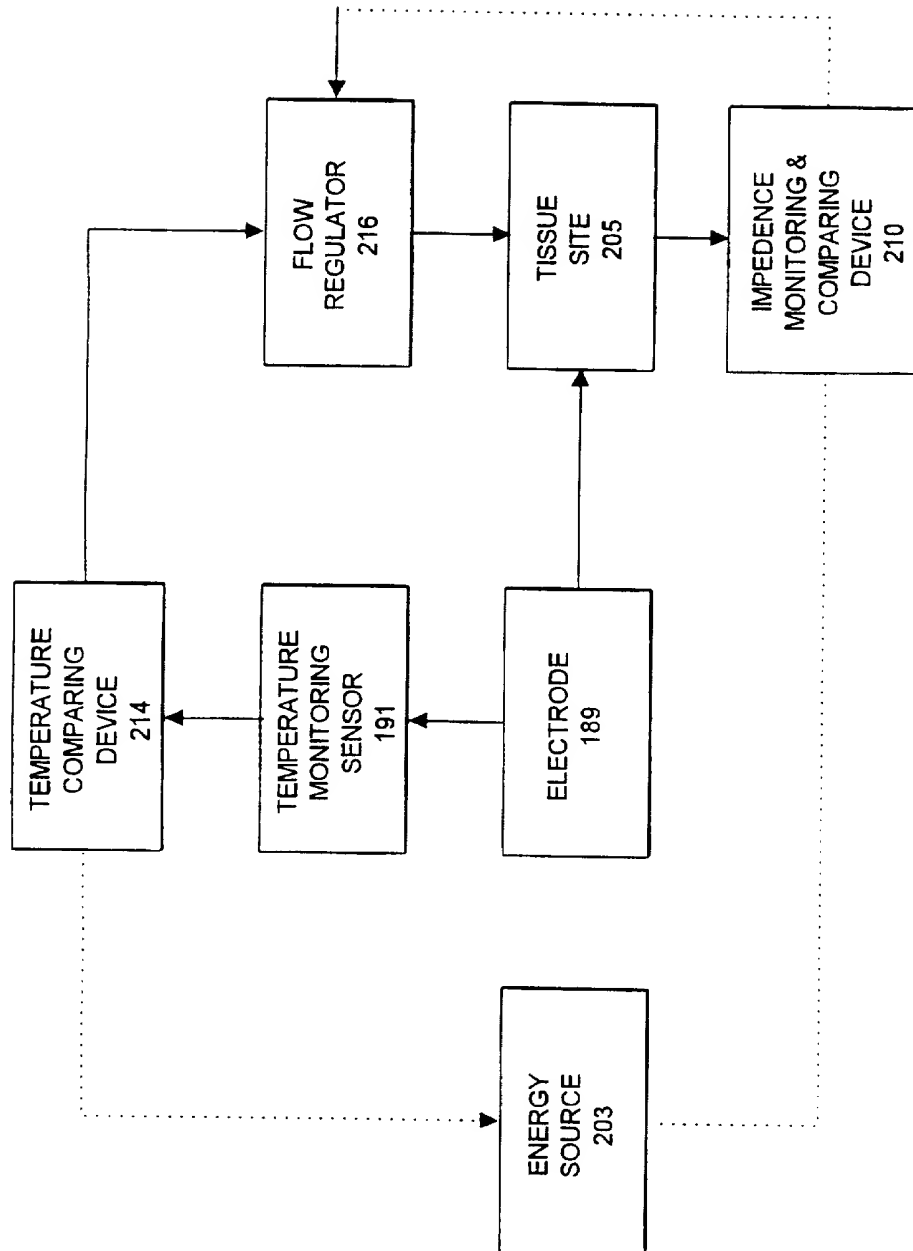 TEMPERATURE
COMPARING
DEVICE
214
TEMPERATURE
MONITORING
SENSOR
191
ELECTRODE
189
ENERGY
SOURCE
203
FLOW
REGULATOR
216
TISSUE
SITE
205
IMPEDENCE
MONITORING &
COMPARING
DEVICE
210